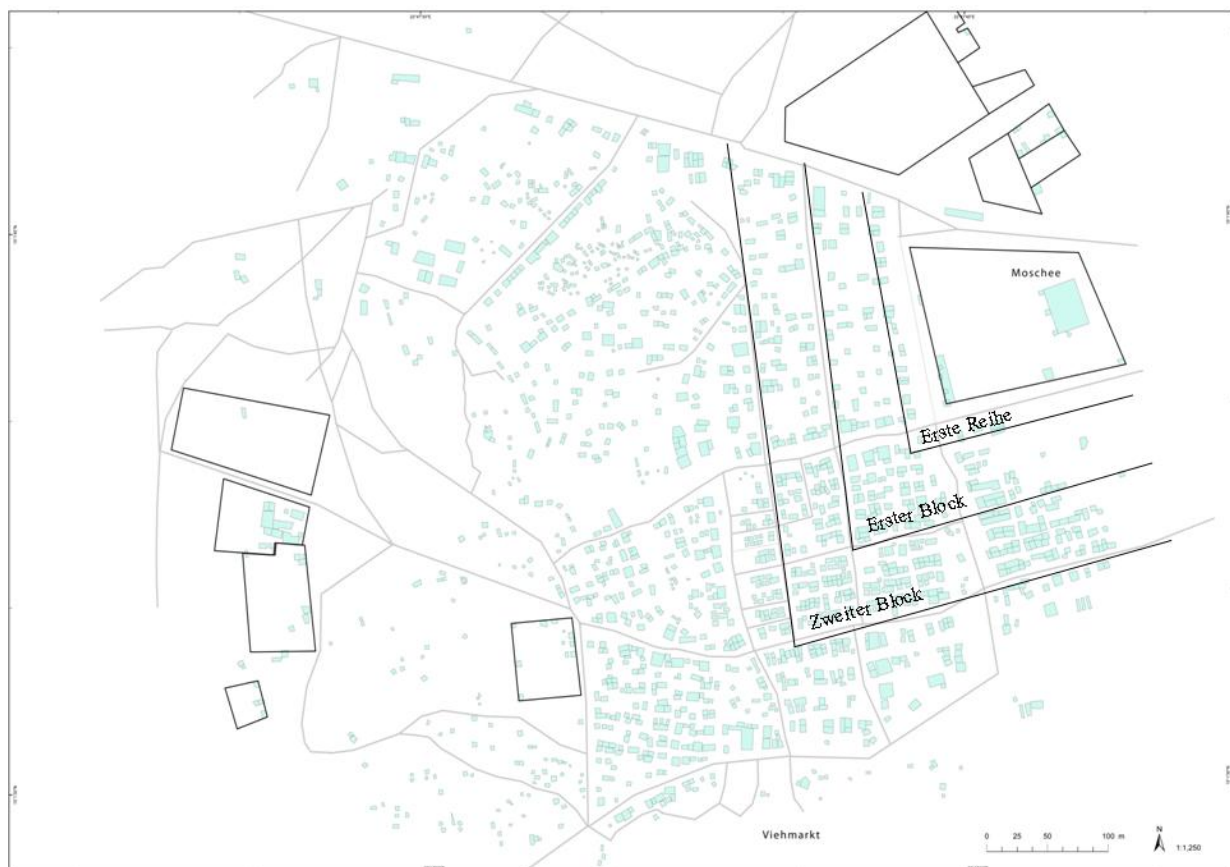 Moschee
Erste Reihe
Erster Block
Zweiter Block
Viehmarkt
0 25 50 100 m
N
1:1,250